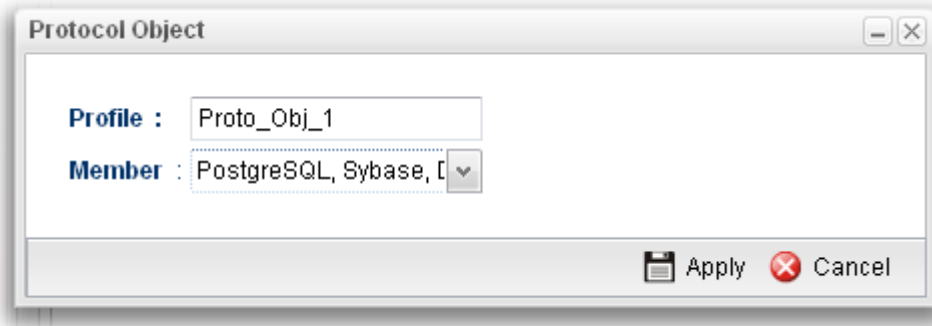 Protocol Object
Profile :
Proto_Obj_1
Member :
PostgreSQL, Sybase,
Apply
Cancel